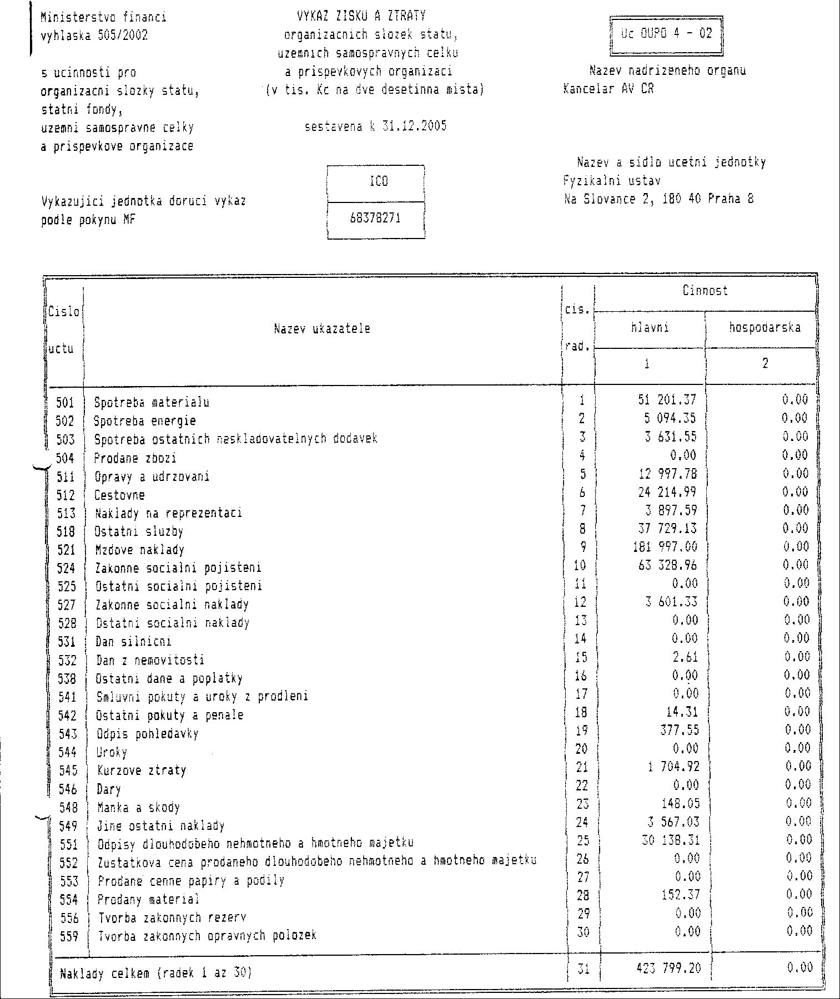 Ministerstvo financi
vyhlaska 505/2002
s ucinnosti pro
organizacni slozky statu,
statni fondy,
uzemni samospravne celky
a prispevkove organizace
Vykazujici jednotka doruci vykaz
podle pokynu MF
VYKAZ ZISKU A ZTRATY
organizacnich slozek statu,
uzemnich samospravnych celku
a prispevkovych organizaci
(v tis. Kc na dve desetinna mista)
sestavena k 31.12.2005
ICO
68378271
Uc OUPO 4 - 02
Nazev nadrizeneho organu
Kancelar AV CR
Nazev a sidlo ucetni jednotky
Fyzikalni ustav
Na Slovance 2, 180 40 Praha 8
Cislo uctu Nazev ukazatele cis. rad. Cinnost
hlavni hospodarska
1 2
501 Spotreba materialu 1 51 201.37 0.00
502 Spotreba energie 2 5 094.35 0.00
503 Spotreba ostatnich neskladovatelnych dodavek 3 3 631.55 0.00
504 Prodane zbozi 4 0.00 0.00
511 Opravy a udrzovani 5 12 997.78 0.00
512 Cestovne 6 24 214.99 0.00
513 Naklady na reprezentaci 7 3 897.59 0.00
518 Ostatni sluzby 8 37 729.13 0.00
521 Mzdove naklady 9 181 997.00 0.00
524 Zakonne socialni pojisteni 10 63 328.96 0.00
525 Ostatni socialni pojisteni 11 0.00 0.00
527 Zakonne socialni naklady 12 3 601.33 0.00
528 Ostatni socialni naklady 13 0.00 0.00
531 Dan silnicni 14 0.00 0.00
532 Dan z nemovitosti 15 2.61 0.00
538 Ostatni dane a poplatky 16 0.00 0.00
541 Smluvni pokuty a uroky z prodleni 17 0.00 0.00
542 Ostatni pokuty a penale 18 14.31 0.00
543 Odpis pohledavky 19 377.55 0.00
544 Uroky 20 0.00 0.00
545 Kurzove ztraty 21 1 704.92 0.00
546 Dary 22 0.00 0.00
548 Manka a skody 23 148.05 0.00
549 Jine ostatni naklady 24 3 567.03 0.00
551 Odpisy dlouhodobeho nehmotneho a hmotneho majetku 25 30 138.31 0.00
552 Zustatkova cena prodaneho dlouhodobeho nehmotneho a hmotneho majetku 26 0.00 0.00
553 Prodane cenne papiry a podily 27 0.00 0.00
554 Prodany material 28 152.37 0.00
556 Tvorba zakonnych rezerv 29 0.00 0.00
559 Tvorba zakonnych opravnych polozek 30 0.00 0.00
Naklady celkem (radek 1 az 30) 31 423 799.20 0.00